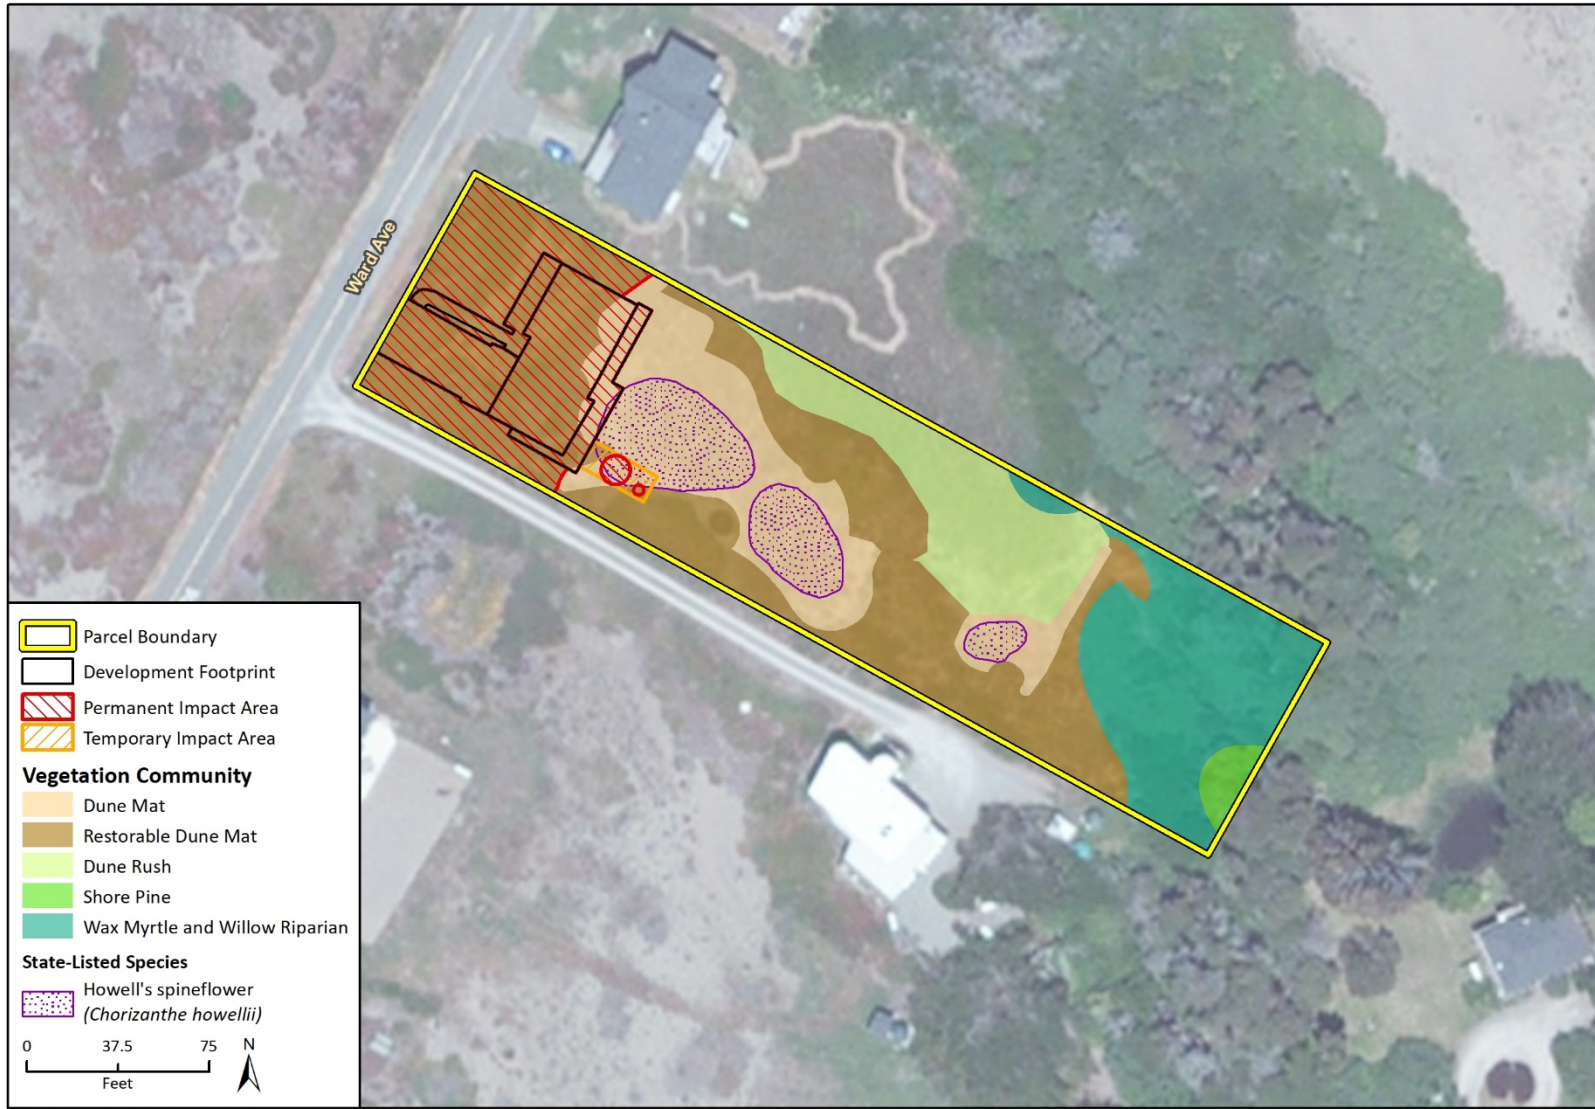 Ward Ave
Parcel Boundary
Development Footprint
Permanent Impact Area
Temporary Impact Area
Vegetation Community
Dune Mat
Restorable Dune Mat
Dune Rush
Shore Pine
Wax Myrtle and Willow Riparian
State-Listed Species
Howell's spineflower
(Chorizanthe howellii)
0 37.5 75 N
Feet